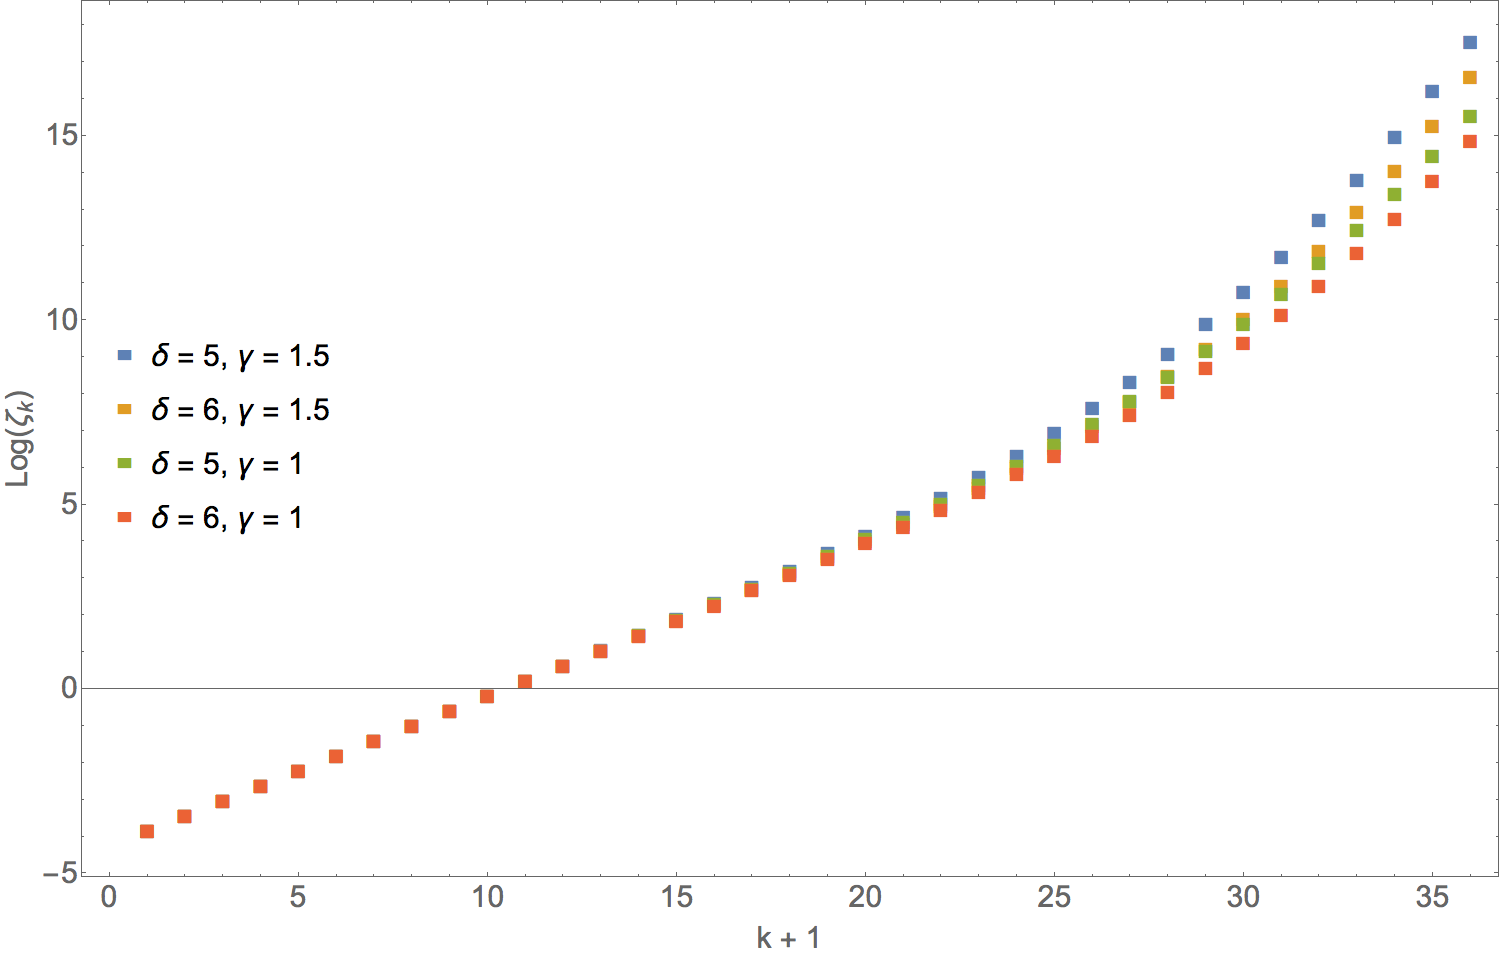 15
10
5
0
−5
Log(ζk)
δ = 5, γ = 1.5
δ = 6, γ = 1.5
δ = 5, γ = 1
δ = 6, γ = 1
0 5 10 15 20 25 30 35
k + 1